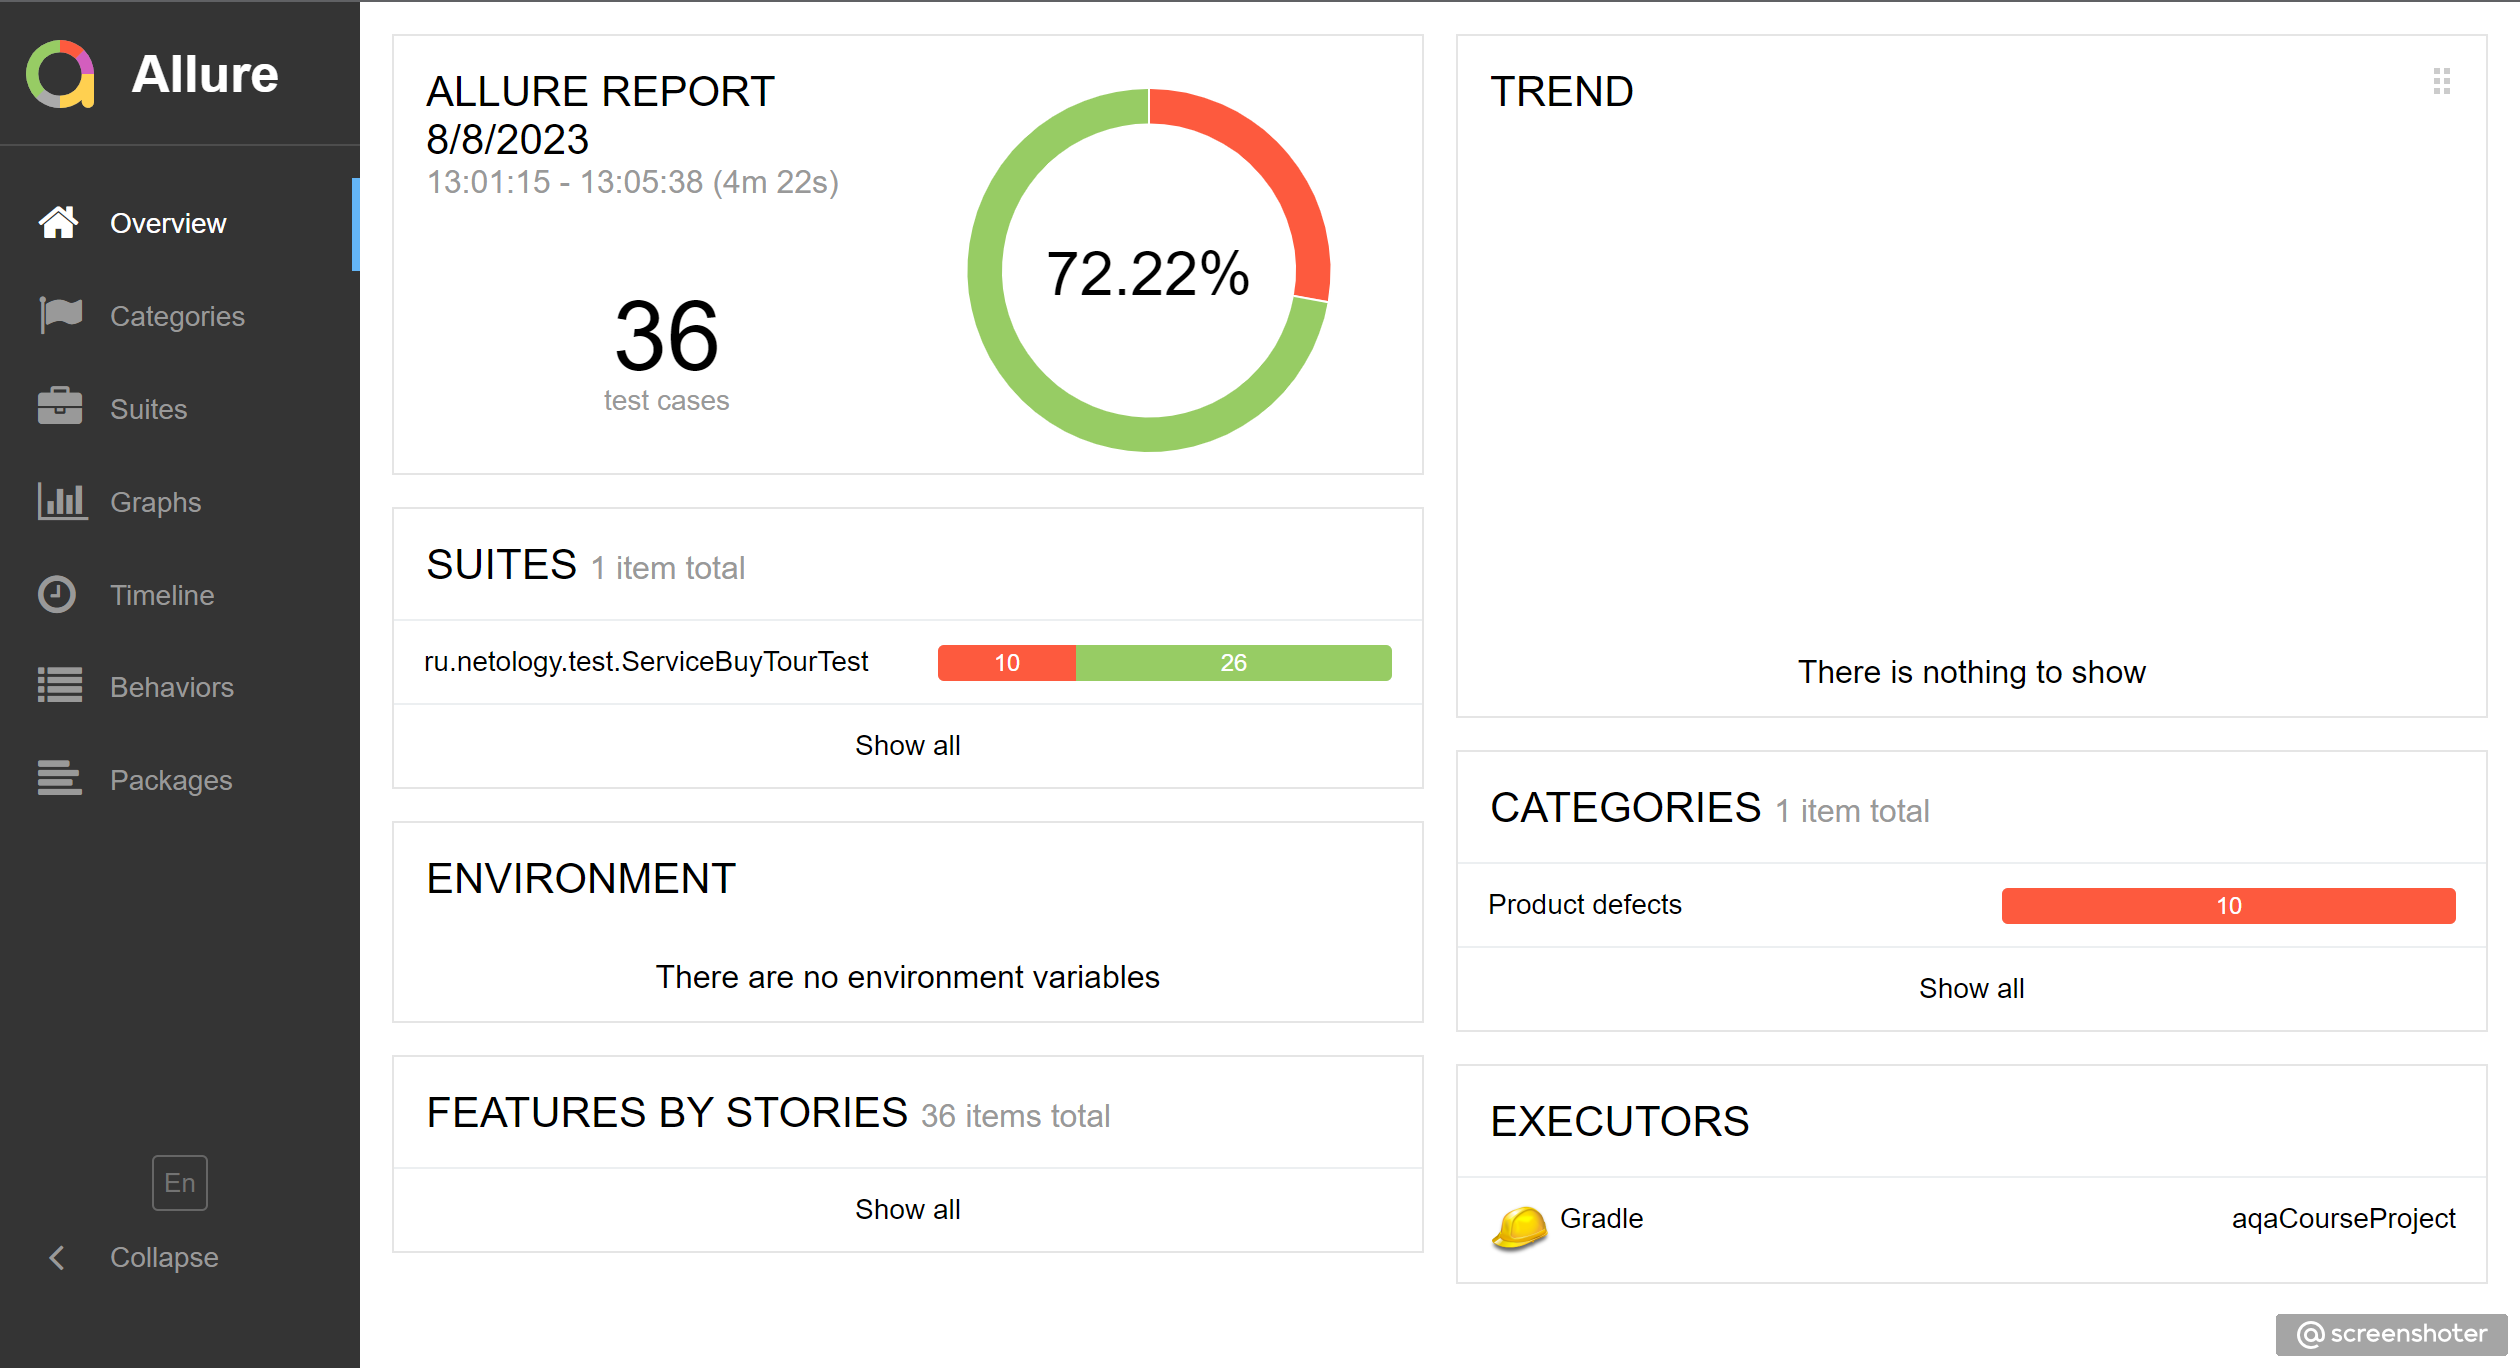 Allure
Overview
Categories
Suites
Graphs
Timeline
Behaviors
Packages
En
Collapse
ALLURE REPORT
8/8/2023
13:01:15 - 13:05:38 (4m 22s)
36
test cases
72.22%
SUITES 1 item total
ru.netology.test.ServiceBuyTourTest 10 26
Show all
ENVIRONMENT
There are no environment variables
FEATURES BY STORIES 36 items total
Show all
TREND
There is nothing to show
CATEGORIES 1 item total
Product defects 10
Show all
EXECUTORS
Gradle aqaCourseProject
@screenshoter